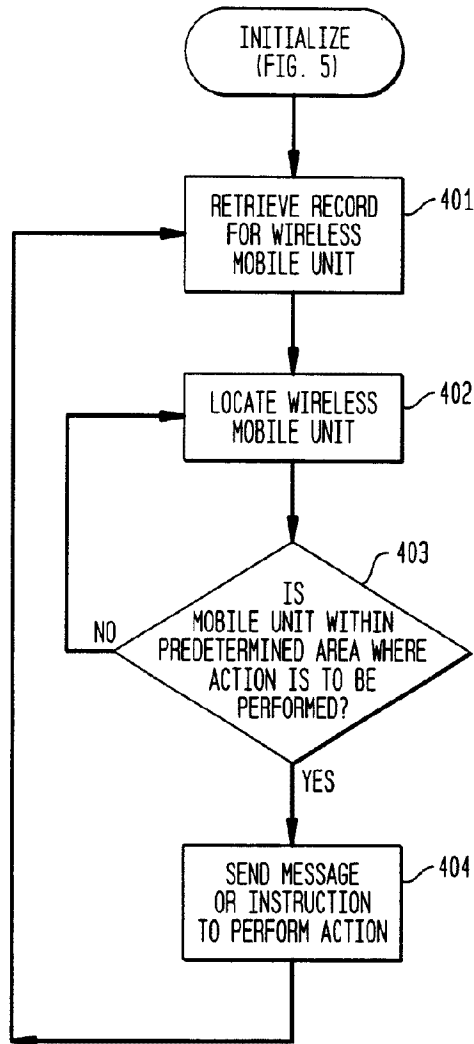 INITIALIZE
(FIG. 5)
RETRIEVE RECORD
FOR WIRELESS
MOBILE UNIT
401
LOCATE WIRELESS
MOBILE UNIT
402
403
IS
MOBILE UNIT WITHIN
PREDETERMINED AREA WHERE
ACTION IS TO BE
PERFORMED?
NO
YES
SEND MESSAGE
OR INSTRUCTION
TO PERFORM ACTION
404